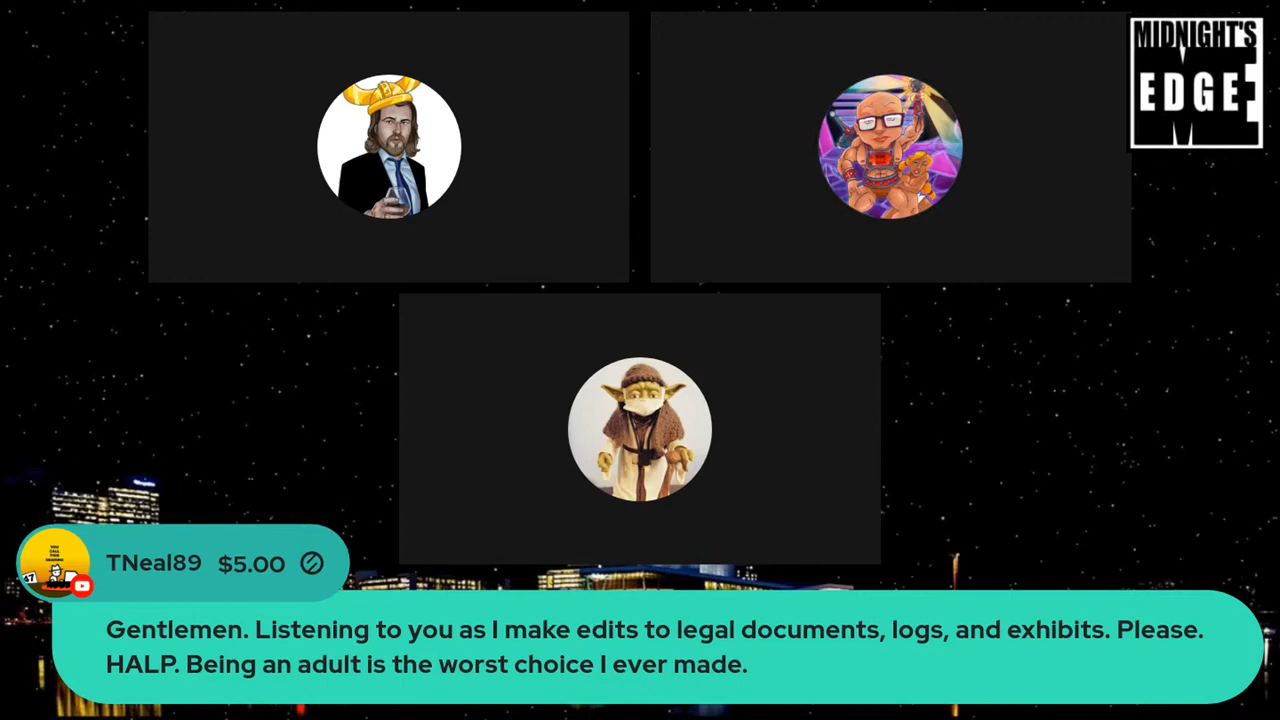 MIDNIGHT'S
EDGE
TNeal89 $5.00
Gentlemen. Listening to you as I make edits to legal documents, logs, and exhibits. Please.
HALP. Being an adult is the worst choice I ever made.